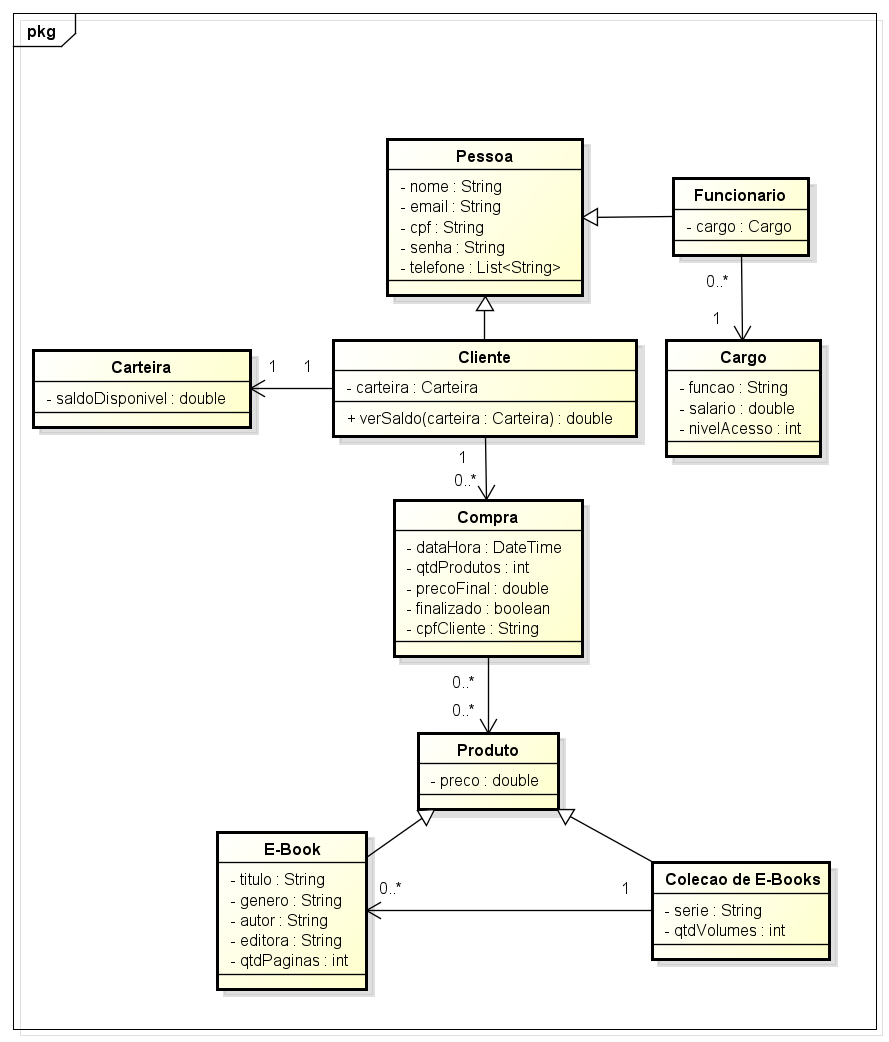 pkg
Pessoa
- nome : String
- email : String
- cpf : String
- senha : String
- telefone : List<String>
Funcionario
- cargo : Cargo
0..*
1
Cargo
- funcao : String
- salario : double
- nivelAcesso : int
Carteira
- saldoDisponivel : double
1
1
Cliente
- carteira : Carteira
+ verSaldo(carteira : Carteira) : double
1
0..*
Compra
- dataHora : DateTime
- qtdProdutos : int
- precoFinal : double
- finalizado : boolean
- cpfCliente : String
0..*
0..*
Produto
- preco : double
E-Book
- titulo : String
- genero : String
- autor : String
- editora : String
- qtdPaginas : int
0..*
1
Colecao de E-Books
- serie : String
- qtdVolumes : int